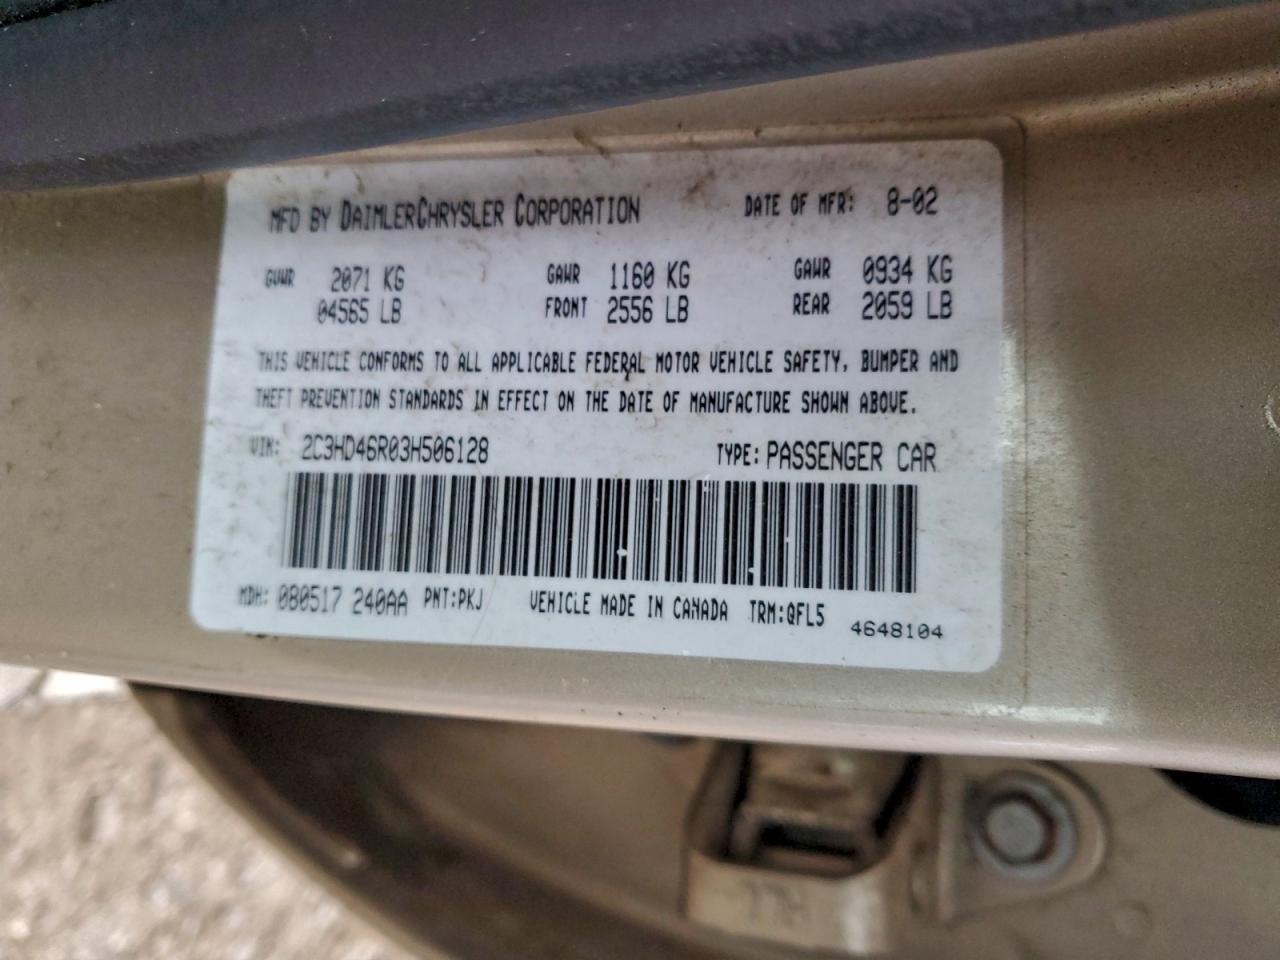 MFD BY DAIMLERCHRYSLER CORPORATION DATE OF MFR: 8-02
GVWR 2071 KG GAWR 1160 KG GAWR 0934 KG
04565 LB FRONT 2556 LB REAR 2059 LB
THIS VEHICLE CONFORMS TO ALL APPLICABLE FEDERAL MOTOR VEHICLE SAFETY, BUMPER AND
THEFT PREVENTION STANDARDS IN EFFECT ON THE DATE OF MANUFACTURE SHOWN ABOVE.
VIN: 2C3HD46R03H506128 TYPE: PASSENGER CAR
MDH: 080517 240AA PNT:PKJ VEHICLE MADE IN CANADA TRM:QFL5 4648104